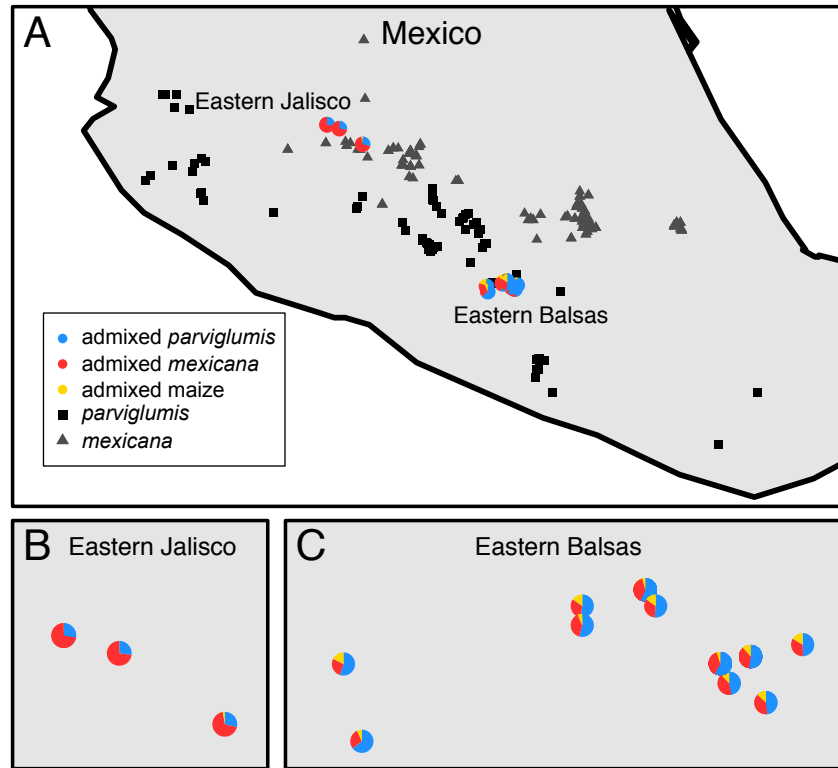 A
Mexico
Eastern Jalisco
Eastern Balsas
admixed parviglumis
admixed mexicana
admixed maize
parviglumis
mexicana
B Eastern Jalisco
C Eastern Balsas